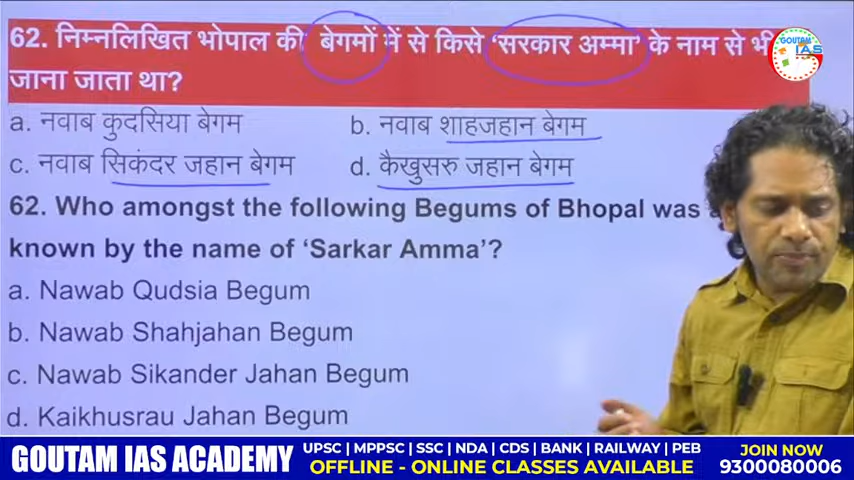 62. निम्नलिखित भोपाल की बेगमों में से किसे ‘सरकार अम्मा’ के नाम से भी
जाना जाता था?
a. नवाब कुदसिया बेगम
b. नवाब शाहजहान बेगम
c. नवाब सिकंदर जहान बेगम
d. कैखुसरु जहान बेगम
62. Who amongst the following Begums of Bhopal was
known by the name of ‘Sarkar Amma’?
a. Nawab Qudsia Begum
b. Nawab Shahjahan Begum
c. Nawab Sikander Jahan Begum
d. Kaikhusrau Jahan Begum
GOUTAM
IAS
GOUTAM IAS ACADEMY
UPSC | MPPSC | SSC | NDA | CDS | BANK | RAILWAY | PEB
OFFLINE - ONLINE CLASSES AVAILABLE
JOIN NOW
9300080006